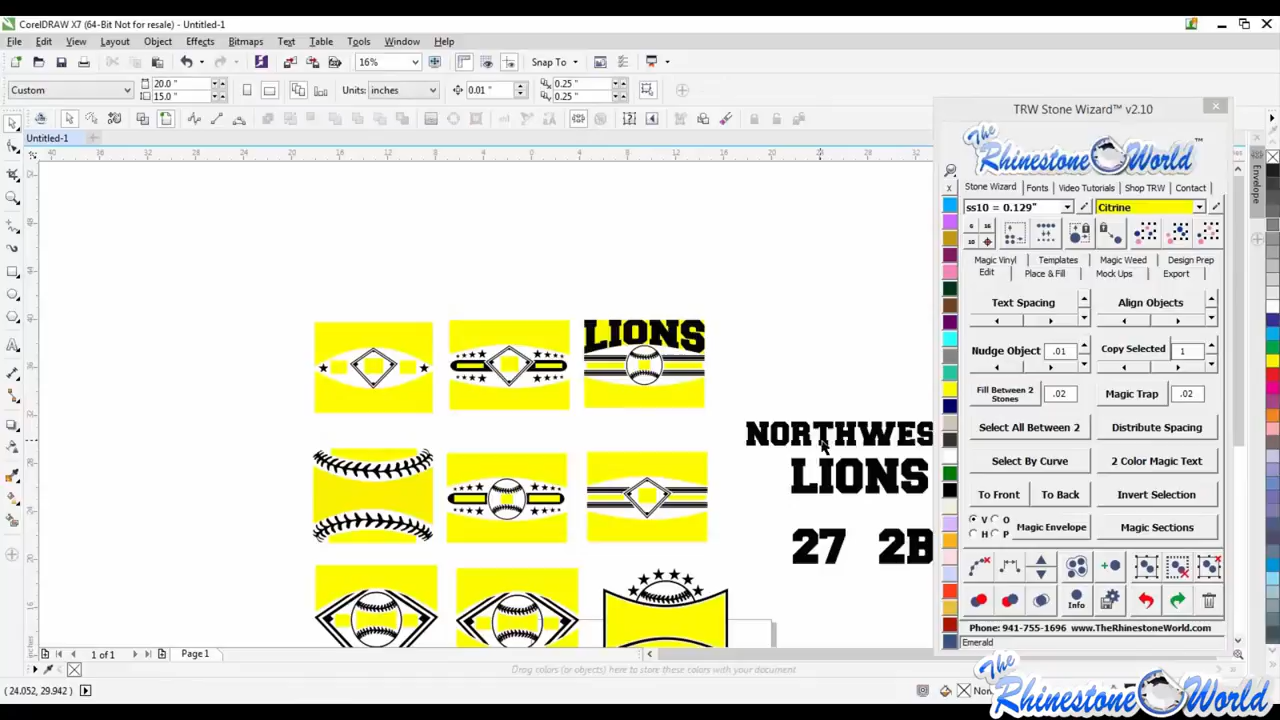 CorelDRAW X7 (64-Bit Not for resale) - Untitled-1
File Edit View Layout Object Effects Bitmaps Text Table Tools Window Help
16% Snap To
Custom 20.0 " 15.0 " Units: inches 0.01 " 0.25 " 0.25 "
Untitled-1
TRW Stone Wizard™ v2.10
The Rhinestone World™
Stone Wizard Fonts Video Tutorials Shop TRW Contact
ss10 = 0.129" Citrine
6 16
10
Magic Vinyl Templates Magic Weed Design Prep
Edit Place & Fill Mock Ups Export
Text Spacing Align Objects
Nudge Object .01 Copy Selected 1
Fill Between 2 Stones .02 Magic Trap .02
Select All Between 2 Distribute Spacing
Select By Curve 2 Color Magic Text
To Front To Back Invert Selection
V O H P Magic Envelope Magic Sections
Info
Phone: 941-755-1696 www.TheRhinestoneWorld.com
Emerald
Envelope
LIONS
NORTHWES
LIONS
27 2B
1 of 1 Page 1
Drag colors (or objects) here to store these colors with your document
(24.052, 29.942)
Non
The Rhinestone World